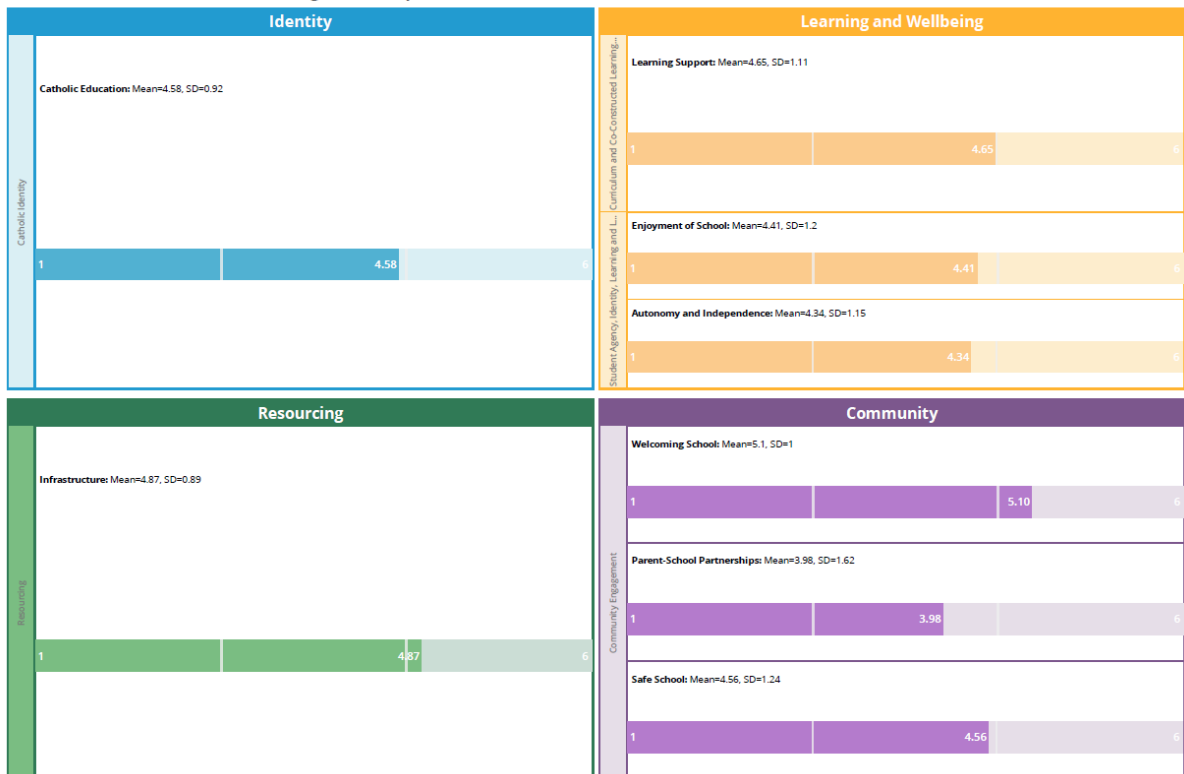 Identity
Catholic Identity
Catholic Education: Mean=4.58, SD=0.92
1 4.58 6
Learning and Wellbeing
Curriculum and Co-Constructed Learning...
Learning Support: Mean=4.65, SD=1.11
1 4.65 6
Student Agency, Identity, Learning and L...
Enjoyment of School: Mean=4.41, SD=1.2
1 4.41 6
Autonomy and Independence: Mean=4.34, SD=1.15
1 4.34 6
Resourcing
Resourcing
Infrastructure: Mean=4.87, SD=0.89
1 4.87 6
Community
Community Engagement
Welcoming School: Mean=5.1, SD=1
1 5.10 6
Parent-School Partnerships: Mean=3.98, SD=1.62
1 3.98 6
Safe School: Mean=4.56, SD=1.24
1 4.56 6